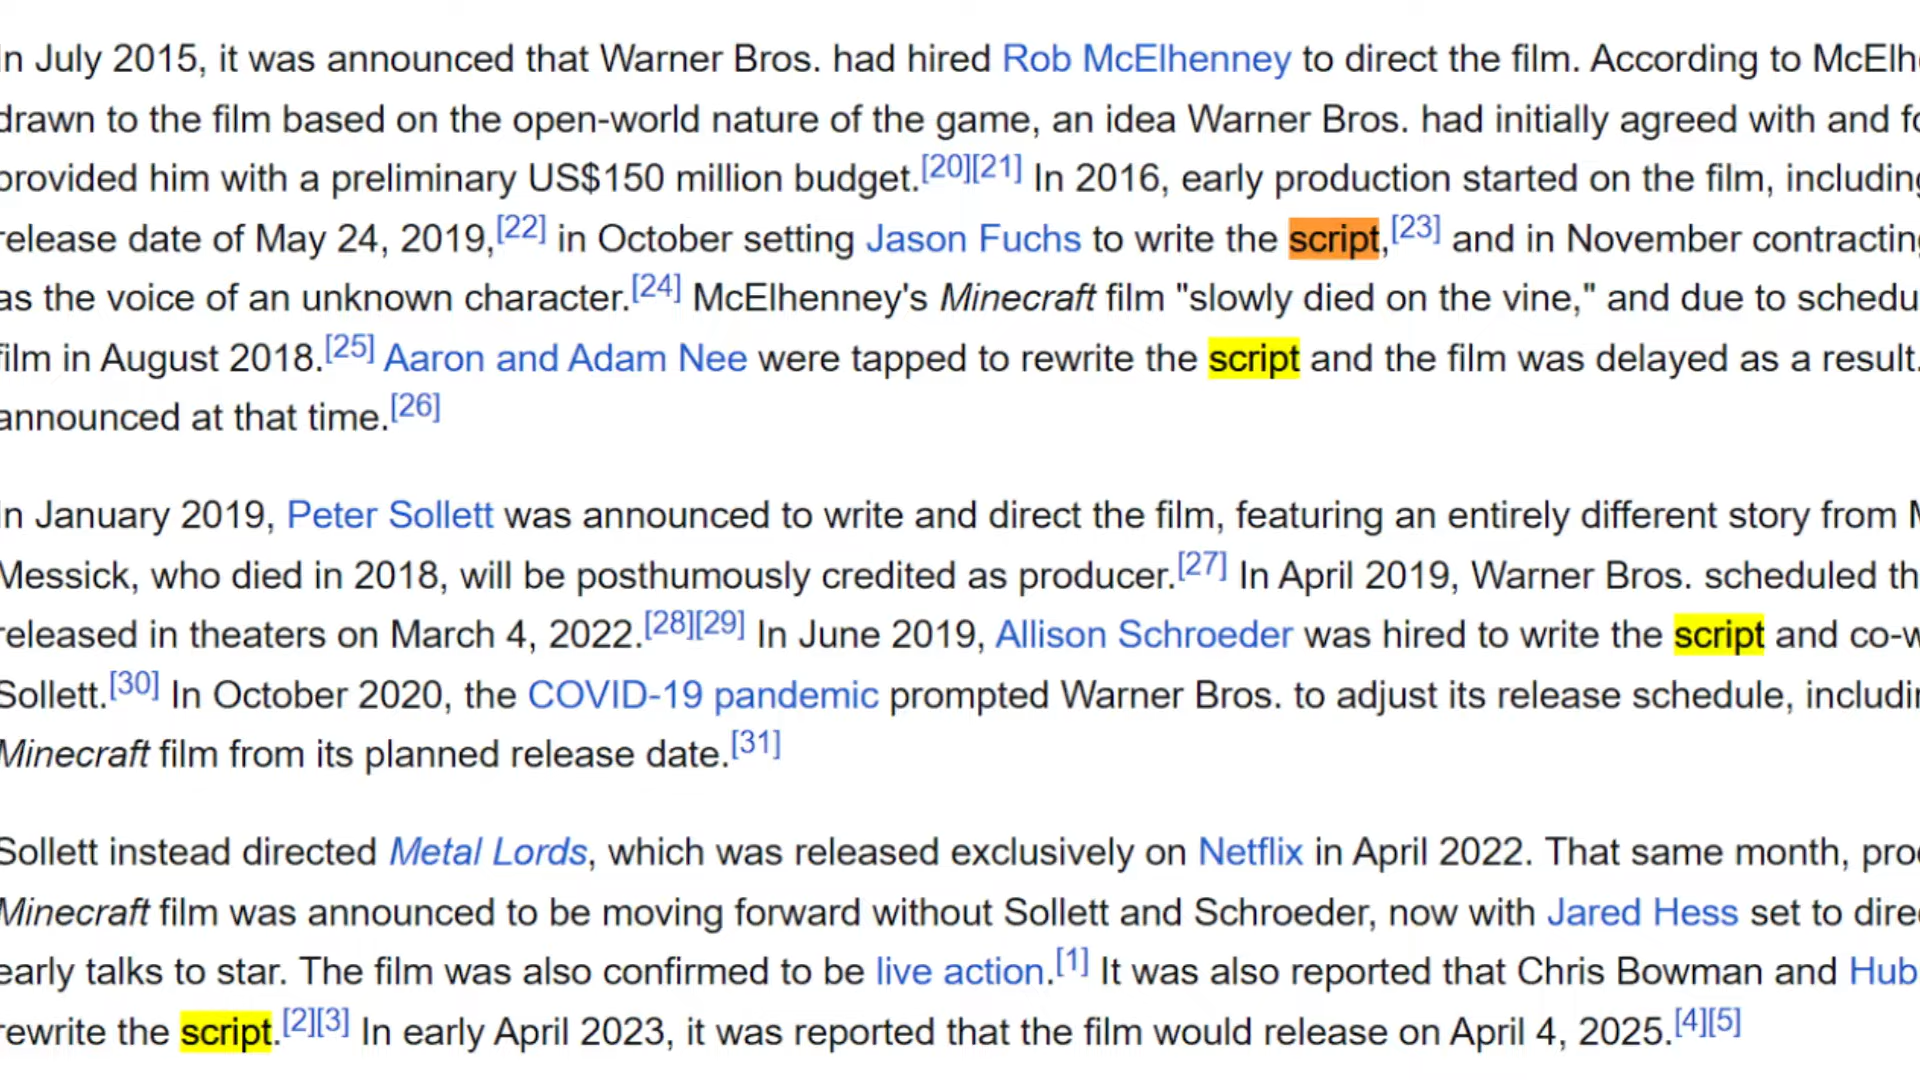 In July 2015, it was announced that Warner Bros. had hired Rob McElhenney to direct the film. According to McElh
drawn to the film based on the open-world nature of the game, an idea Warner Bros. had initially agreed with and fo
provided him with a preliminary US$150 million budget.[20][21] In 2016, early production started on the film, including
release date of May 24, 2019,[22] in October setting Jason Fuchs to write the script,[23] and in November contracting
as the voice of an unknown character.[24] McElhenney's Minecraft film "slowly died on the vine," and due to schedu
film in August 2018.[25] Aaron and Adam Nee were tapped to rewrite the script and the film was delayed as a result.
announced at that time.[26]
In January 2019, Peter Sollett was announced to write and direct the film, featuring an entirely different story from M
Messick, who died in 2018, will be posthumously credited as producer.[27] In April 2019, Warner Bros. scheduled th
released in theaters on March 4, 2022.[28][29] In June 2019, Allison Schroeder was hired to write the script and co-w
Sollett.[30] In October 2020, the COVID-19 pandemic prompted Warner Bros. to adjust its release schedule, includin
Minecraft film from its planned release date.[31]
Sollett instead directed Metal Lords, which was released exclusively on Netflix in April 2022. That same month, prod
Minecraft film was announced to be moving forward without Sollett and Schroeder, now with Jared Hess set to direc
early talks to star. The film was also confirmed to be live action.[1] It was also reported that Chris Bowman and Hub
rewrite the script.[2][3] In early April 2023, it was reported that the film would release on April 4, 2025.[4][5]